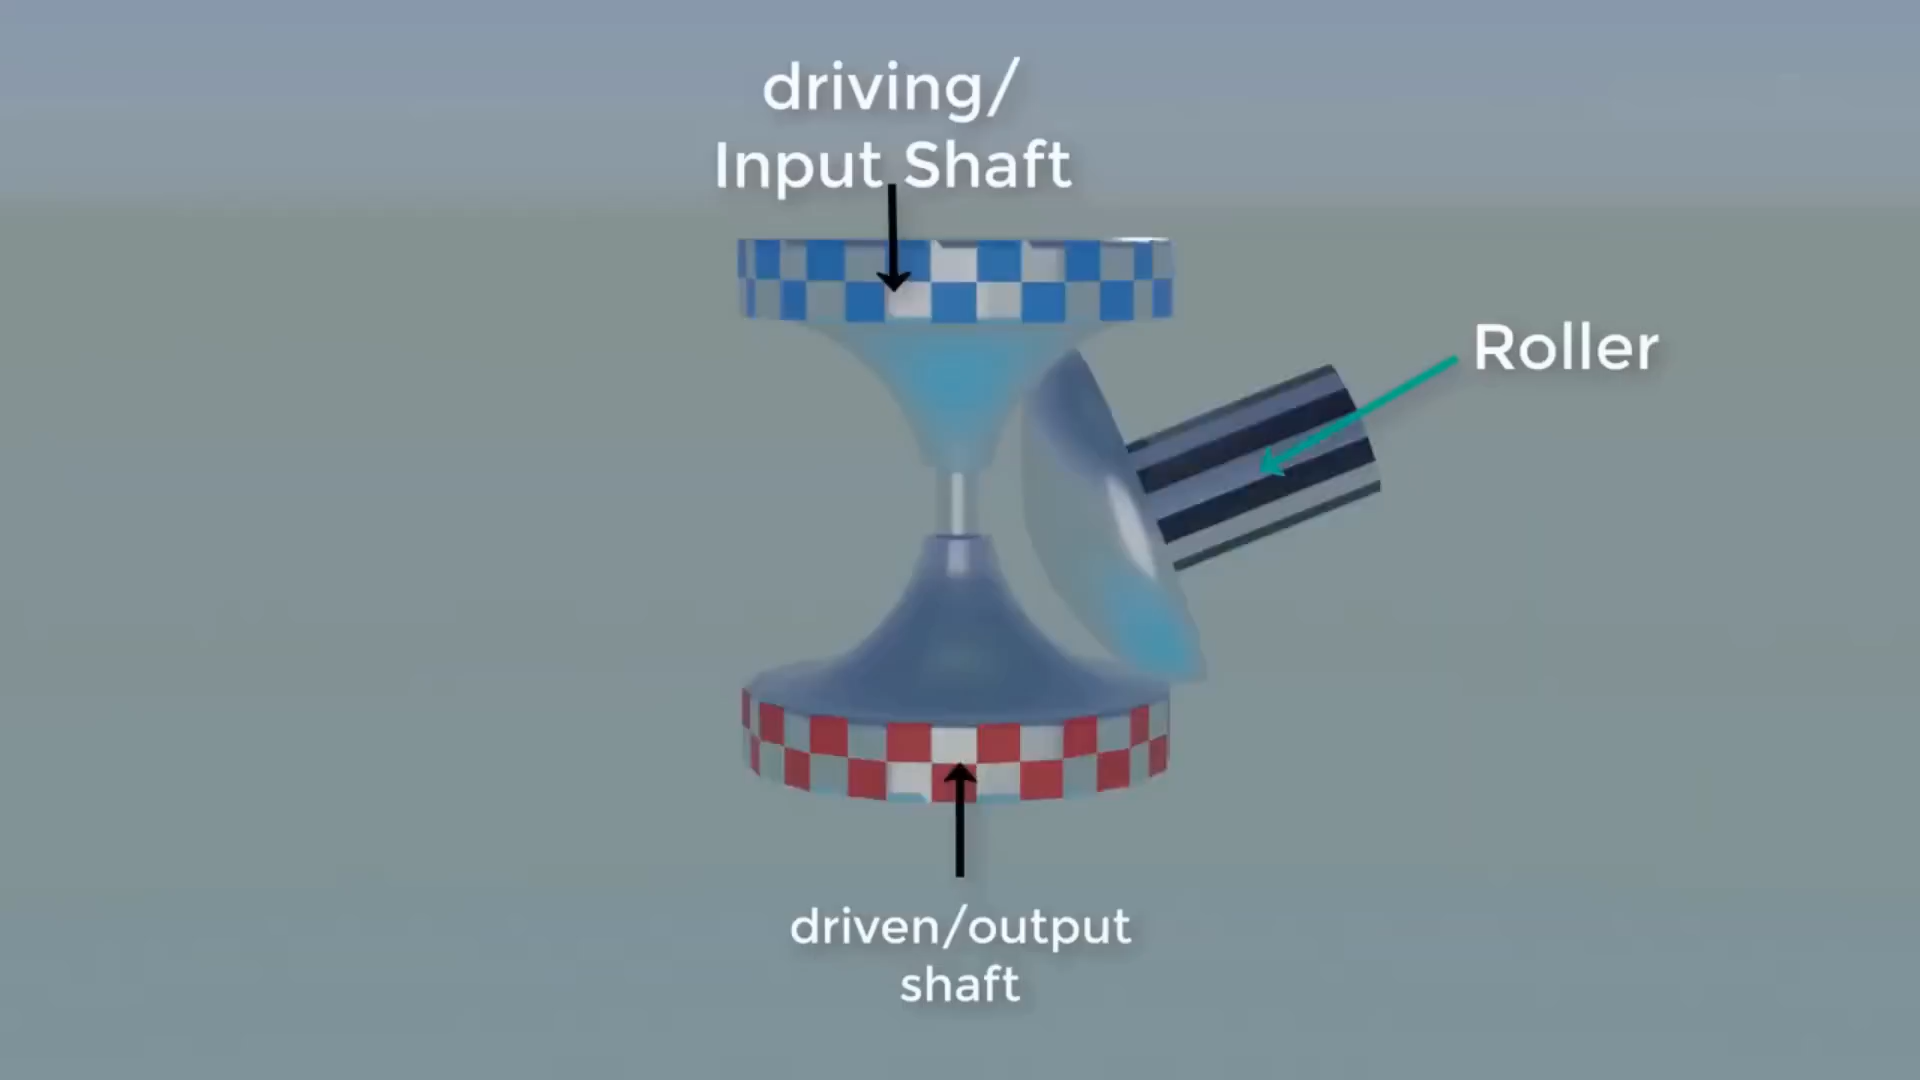 driving/
Input Shaft
Roller
driven/output
shaft